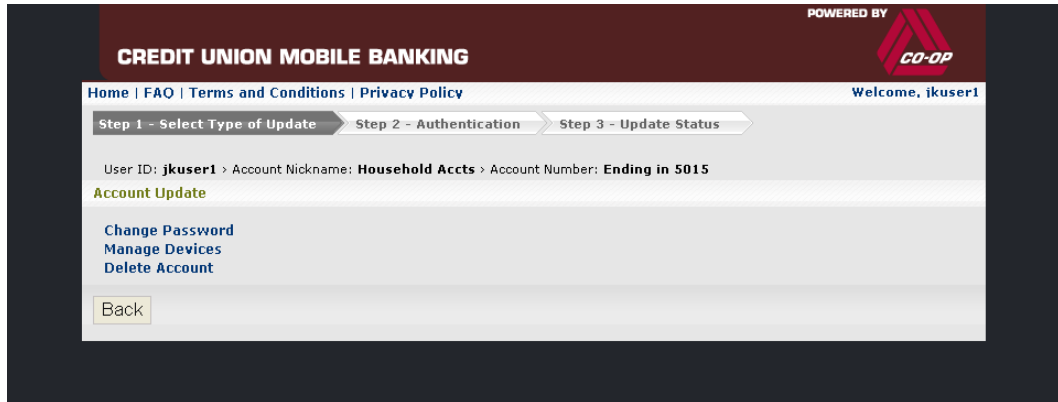 POWERED BY
CO-OP
CREDIT UNION MOBILE BANKING
Home | FAQ | Terms and Conditions | Privacy Policy
Welcome, jkuser1
Step 1 - Select Type of Update
Step 2 - Authentication
Step 3 - Update Status
User ID: jkuser1 › Account Nickname: Household Accts › Account Number: Ending in 5015
Account Update
Change Password
Manage Devices
Delete Account
Back